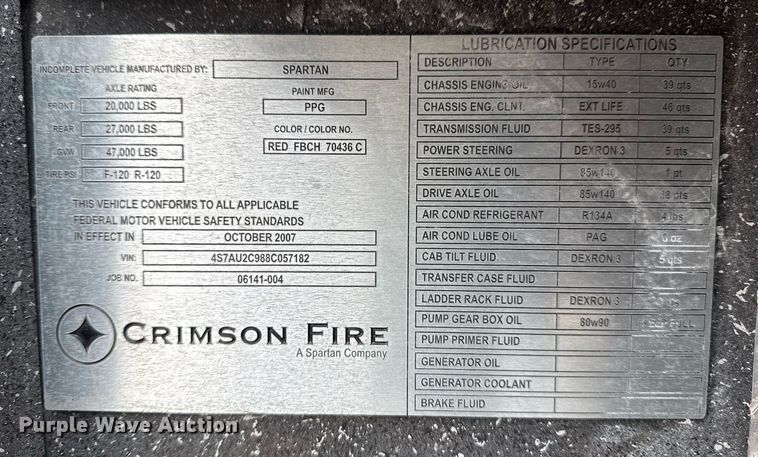 INCOMPLETE VEHICLE MANUFACTURED BY: SPARTAN
AXLE RATING
PAINT MFG
FRONT 20,000 LBS
PPG
REAR 27,000 LBS
COLOR / COLOR NO.
GVW 47,000 LBS
RED FBCH 70436 C
TIRE PSI F-120 R-120
THIS VEHICLE CONFORMS TO ALL APPLICABLE
FEDERAL MOTOR VEHICLE SAFETY STANDARDS
IN EFFECT IN OCTOBER 2007
VIN: 4S7AU2C988C057182
JOB NO. 06141-004
CRIMSON FIRE
A Spartan Company
LUBRICATION SPECIFICATIONS
DESCRIPTION TYPE QTY
CHASSIS ENGINE OIL 15w40 39 qts
CHASSIS ENG. CLNT. EXT LIFE 46 qts
TRANSMISSION FLUID TES-295 39 qts
POWER STEERING DEXRON 3 5 qts
STEERING AXLE OIL 85w140 1 pt
DRIVE AXLE OIL 85w140 pts
AIR COND REFRIGERANT R134A 4 lbs
AIR COND LUBE OIL PAG oz
CAB TILT FLUID DEXRON 3 5 qts
TRANSFER CASE FLUID
LADDER RACK FLUID DEXRON 3
PUMP GEAR BOX OIL 80w90 FULL
PUMP PRIMER FLUID
GENERATOR OIL
GENERATOR COOLANT
BRAKE FLUID
Purple Wave Auction